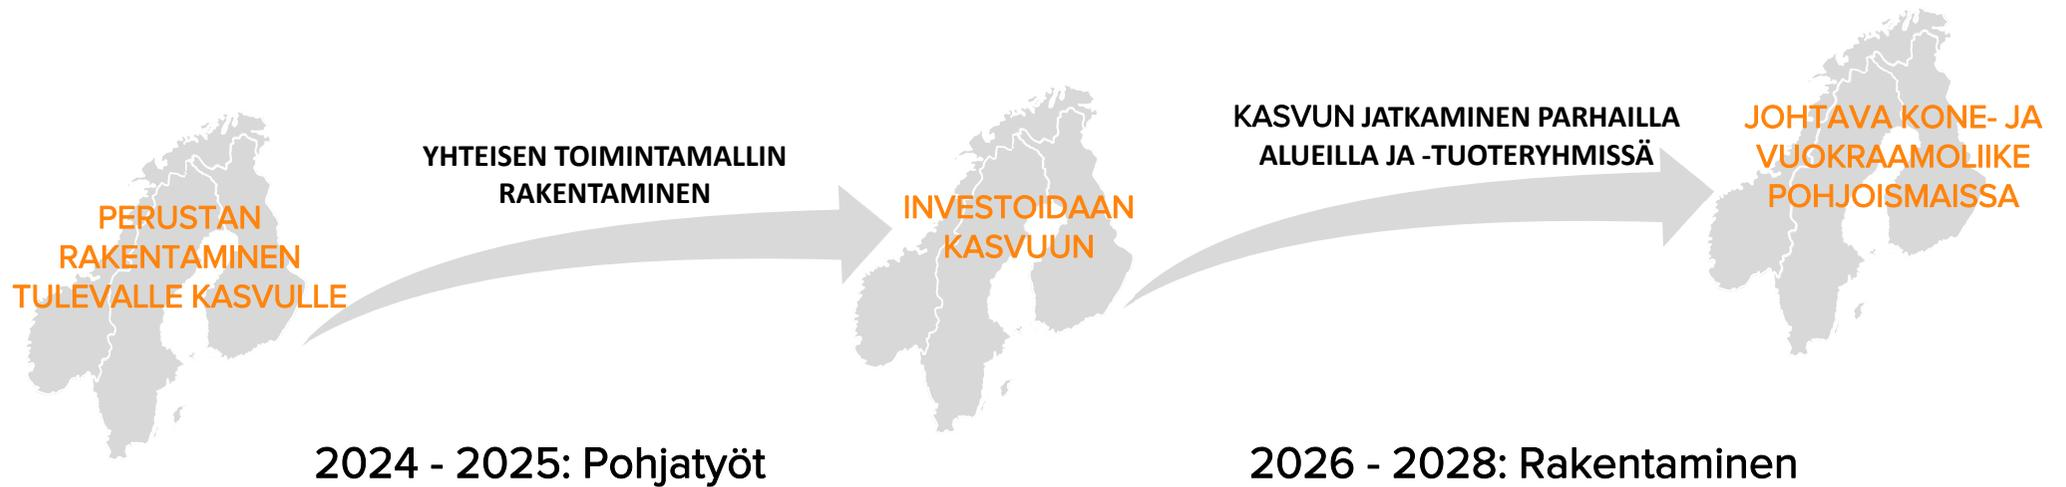 PERUSTAN
RAKENTAMINEN
TULEVALLE KASVULLE
YHTEISEN TOIMINTAMALLIN
RAKENTAMINEN
INVESTOIDAAN
KASVUUN
KASVUN JATKAMINEN PARHAILLA
ALUEILLA JA -TUOTERYHMISSÄ
JOHTAVA KONE- JA
VUOKRAAMOLIIKE
POHJOISMAISSA
2024 - 2025: Pohjatyöt
2026 - 2028: Rakentaminen